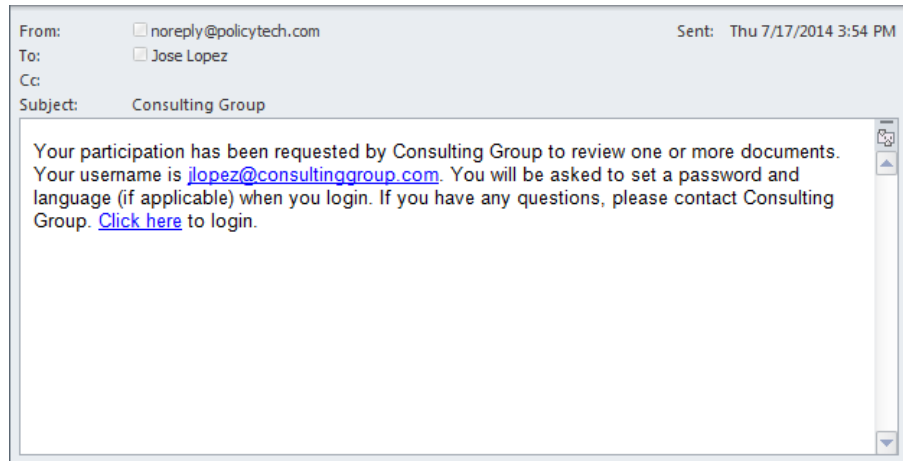 From: noreply@policytech.com Sent: Thu 7/17/2014 3:54 PM
To: Jose Lopez
Cc:
Subject: Consulting Group
Your participation has been requested by Consulting Group to review one or more documents.
Your username is jlopez@consultinggroup.com. You will be asked to set a password and
language (if applicable) when you login. If you have any questions, please contact Consulting
Group. Click here to login.